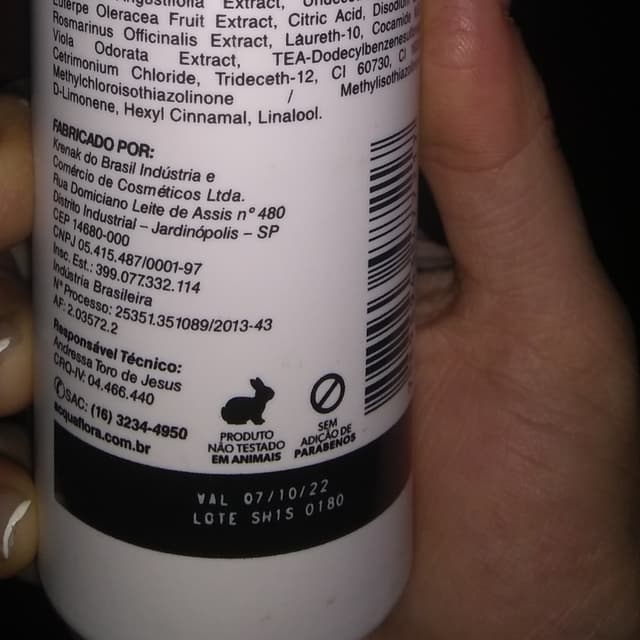 Extract,
Euterpe Oleracea Fruit Extract, Citric Acid,
Rosmarinus Officinalis Extract, Laureth-10,
Viola Odorata Extract,
Cetrimonium Chloride, Trideceth-12, CI 60730, CI
Methylchloroisothiazolinone /
D-Limonene, Hexyl Cinnamal, Linalool.
FABRICADO POR:
Krenak do Brasil Indústria e
Comércio de Cosméticos Ltda.
Rua Domiciano Leite de Assis nº 480
Distrito Industrial – Jardinópolis – SP
CEP 14680-000
CNPJ 05.415.487/0001-97
Insc. Est.: 399.077.332.114
Indústria Brasileira
Nº Processo: 25351.351089/2013-43
AF: 2.03572.2
Responsável Técnico:
Andressa Toro de Jesus
CRQ-IV: 04.466.440
SAC: (16) 3234-4950
acquaflora.com.br
PRODUTO
NÃO TESTADO
EM ANIMAIS
SEM
ADIÇÃO DE
PARABENOS
VAL 07/10/22
LOTE SH1S 0180